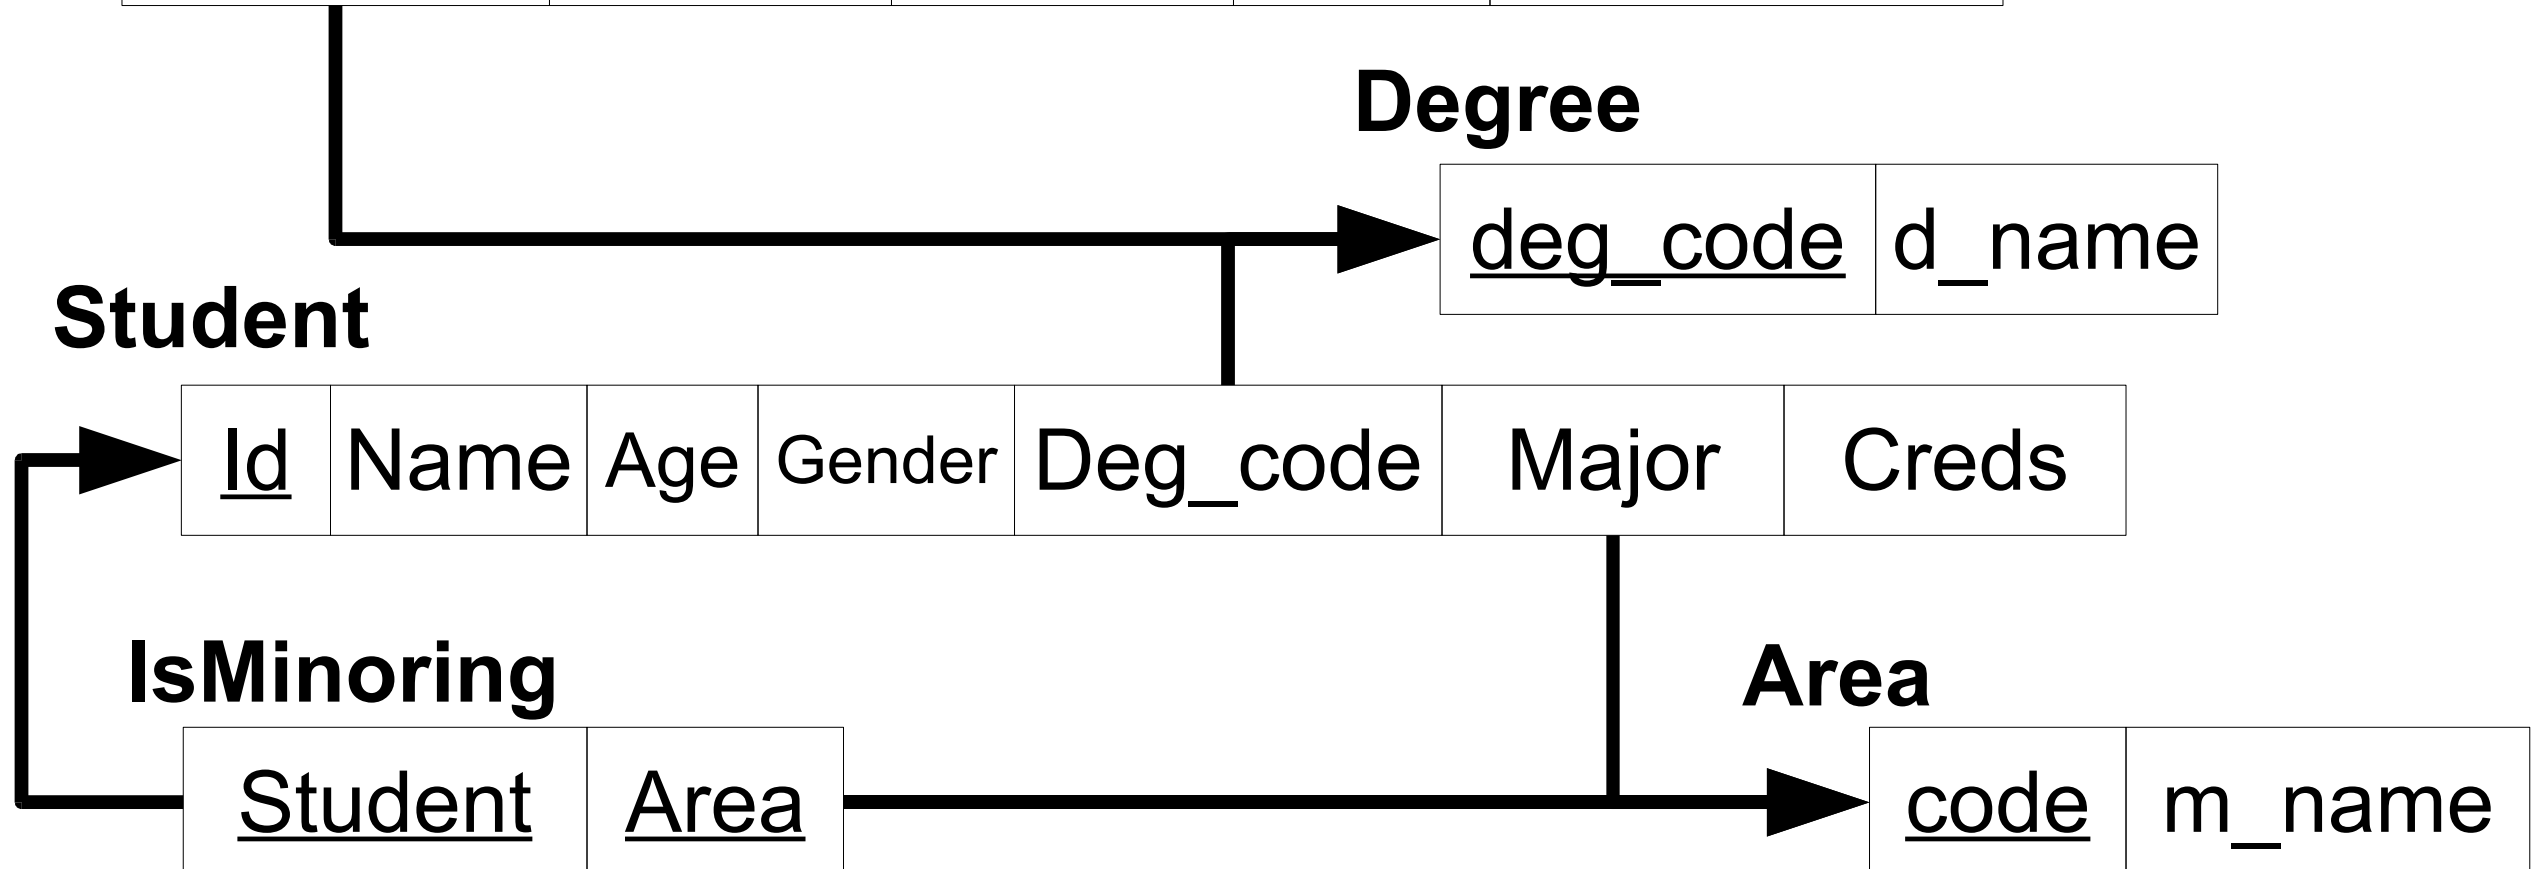 Degree
deg_code d_name
Student
Id Name Age Gender Deg_code Major Creds
IsMinoring
Area
Student Area
code m_name